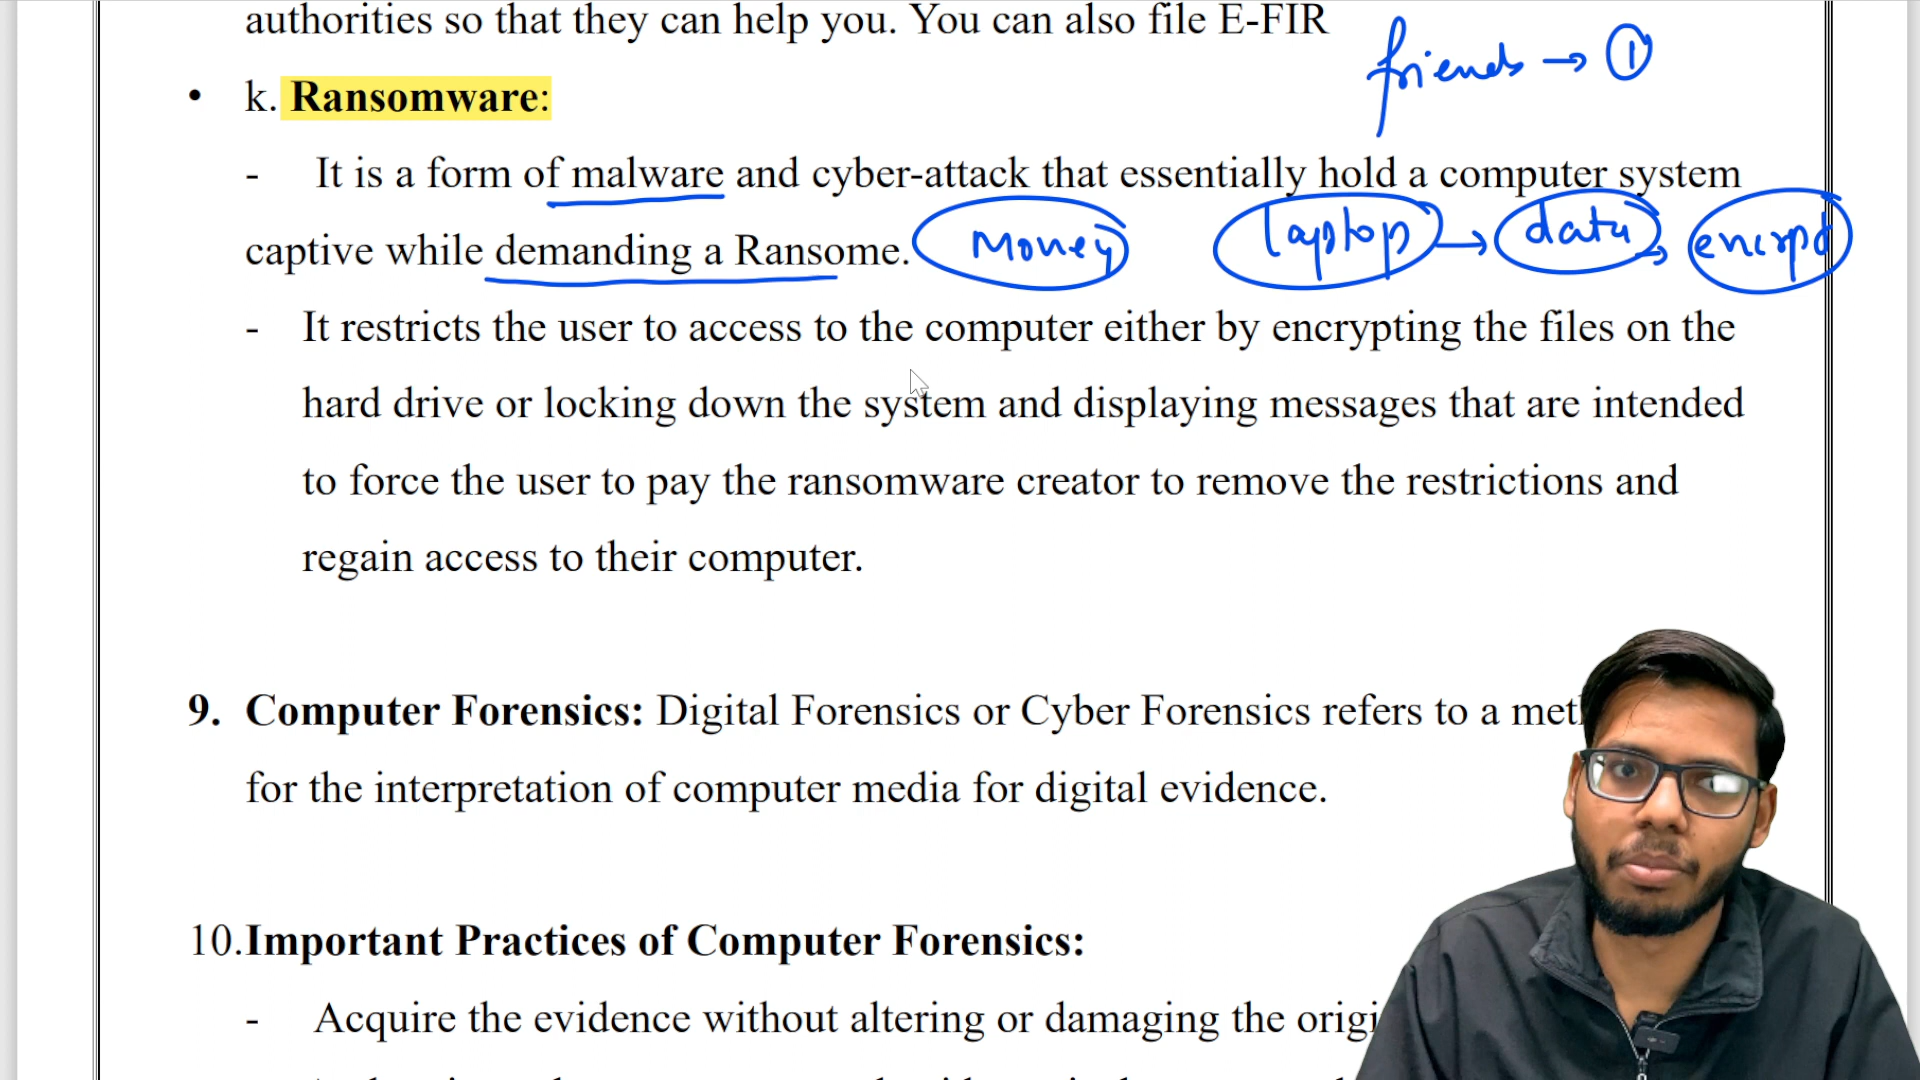 authorities so that they can help you. You can also file E-FIR
friends → 1
• k. Ransomware:
- It is a form of malware and cyber-attack that essentially hold a computer system
captive while demanding a Ransome. Money laptop → data → encrpd
- It restricts the user to access to the computer either by encrypting the files on the
hard drive or locking down the system and displaying messages that are intended
to force the user to pay the ransomware creator to remove the restrictions and
regain access to their computer.
9. Computer Forensics: Digital Forensics or Cyber Forensics refers to a
for the interpretation of computer media for digital evidence.
10.Important Practices of Computer Forensics:
- Acquire the evidence without altering or damaging the